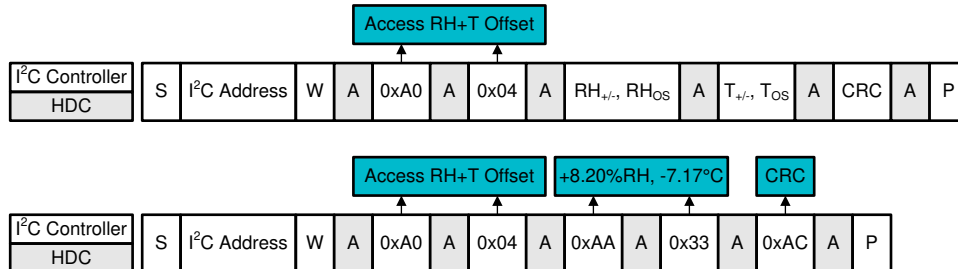 Access RH+T Offset
I²C Controller
HDC
S I²C Address W A 0xA0 A 0x04 A RH+/-, RHOS A T+/-, TOS A CRC A P
Access RH+T Offset +8.20%RH, -7.17°C CRC
I²C Controller
HDC
S I²C Address W A 0xA0 A 0x04 A 0xAA A 0x33 A 0xAC A P